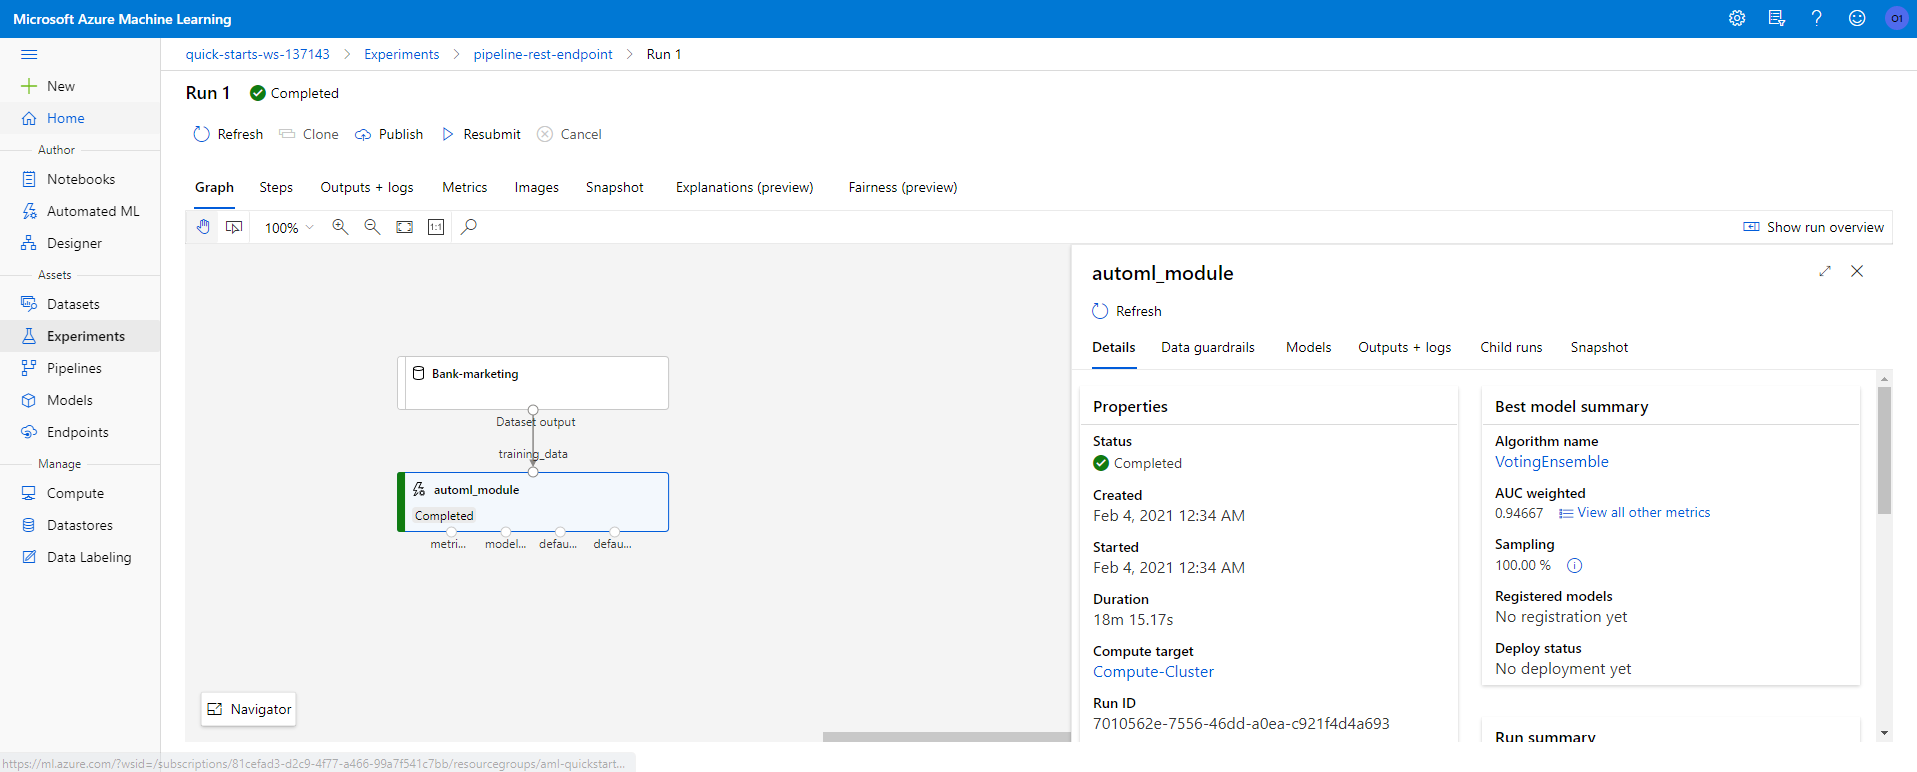 Microsoft Azure Machine Learning
O1
quick-starts-ws-137143 > Experiments > pipeline-rest-endpoint > Run 1
New
Home
Author
Notebooks
Automated ML
Designer
Assets
Datasets
Experiments
Pipelines
Models
Endpoints
Manage
Compute
Datastores
Data Labeling
Run 1 Completed
Refresh Clone Publish Resubmit Cancel
Graph Steps Outputs + logs Metrics Images Snapshot Explanations (preview) Fairness (preview)
100% 1:1 Show run overview
Bank-marketing
Dataset output
training_data
automl_module
Completed
metri... model... defau... defau...
Navigator
automl_module
Refresh
Details Data guardrails Models Outputs + logs Child runs Snapshot
Properties
Status
Completed
Created
Feb 4, 2021 12:34 AM
Started
Feb 4, 2021 12:34 AM
Duration
18m 15.17s
Compute target
Compute-Cluster
Run ID
7010562e-7556-46dd-a0ea-c921f4d4a693
Best model summary
Algorithm name
VotingEnsemble
AUC weighted
0.94667 View all other metrics
Sampling
100.00 %
Registered models
No registration yet
Deploy status
No deployment yet
Run summary
https://ml.azure.com/?wsid=/subscriptions/81cefad3-d2c9-4f77-a466-99a7f541c7bb/resourcegroups/aml-quickstart...